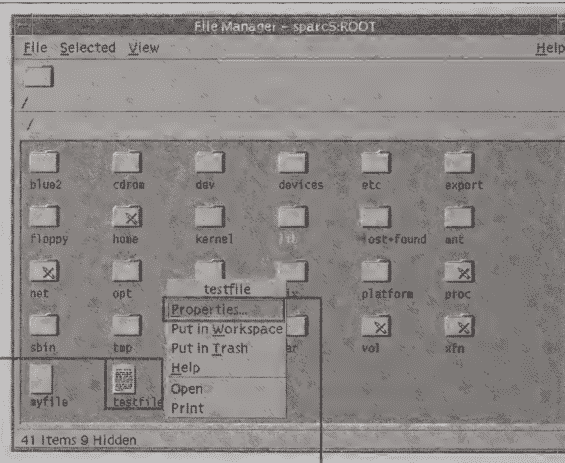 File Manager - sparc5:ROOT
File Selected View Help
/
/
blue2 cdrom dev devices etc export
floppy home kernel lib lost+found mnt
net opt platform proc
sbin tmp vol xfn
myfile testfile
testfile
Properties...
Put in Workspace
Put in Trash
Help
Open
Print
41 Items 9 Hidden